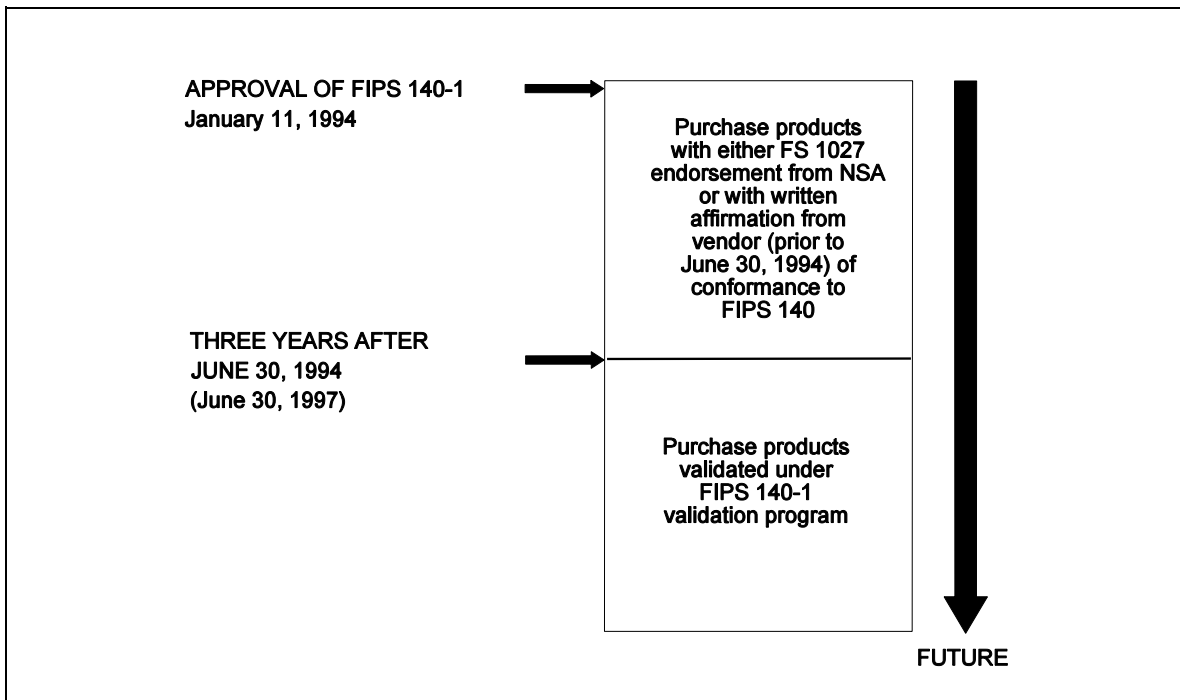 APPROVAL OF FIPS 140-1
January 11, 1994
Purchase products
with either FS 1027
endorsement from NSA
or with written
affirmation from
vendor (prior to
June 30, 1994) of
conformance to
FIPS 140
THREE YEARS AFTER
JUNE 30, 1994
(June 30, 1997)
Purchase products
validated under
FIPS 140-1
validation program
FUTURE